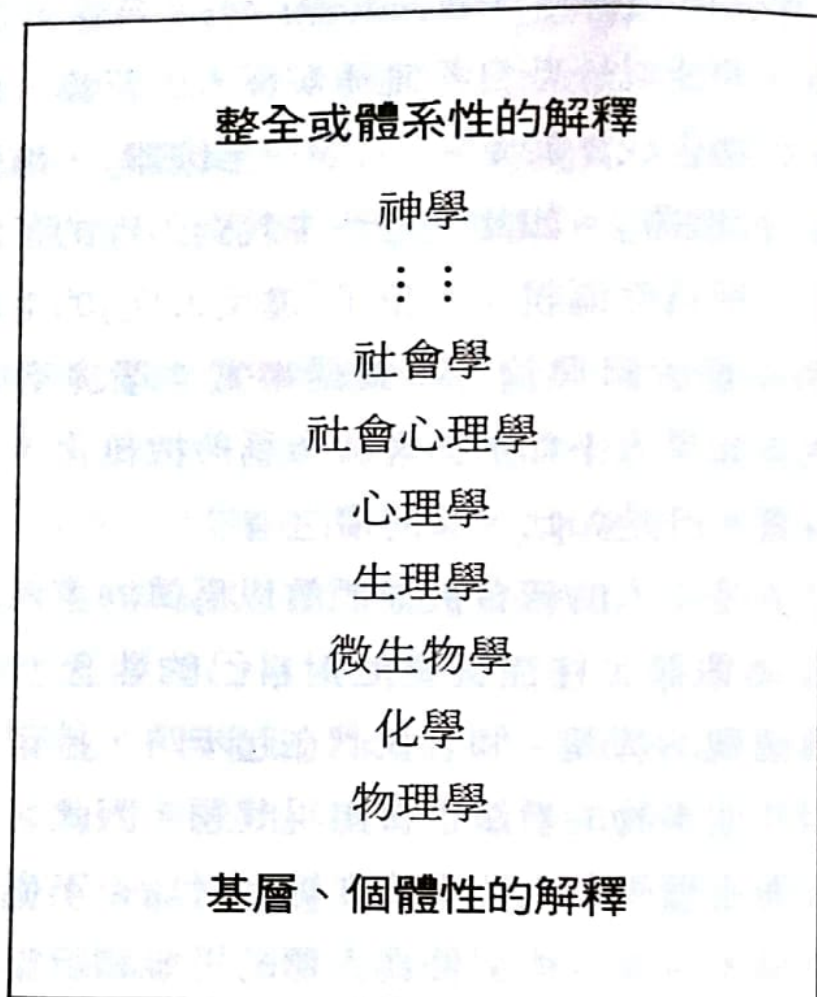 整全或體系性的解釋
神學
⋮ ⋮
社會學
社會心理學
心理學
生理學
微生物學
化學
物理學
基層、個體性的解釋